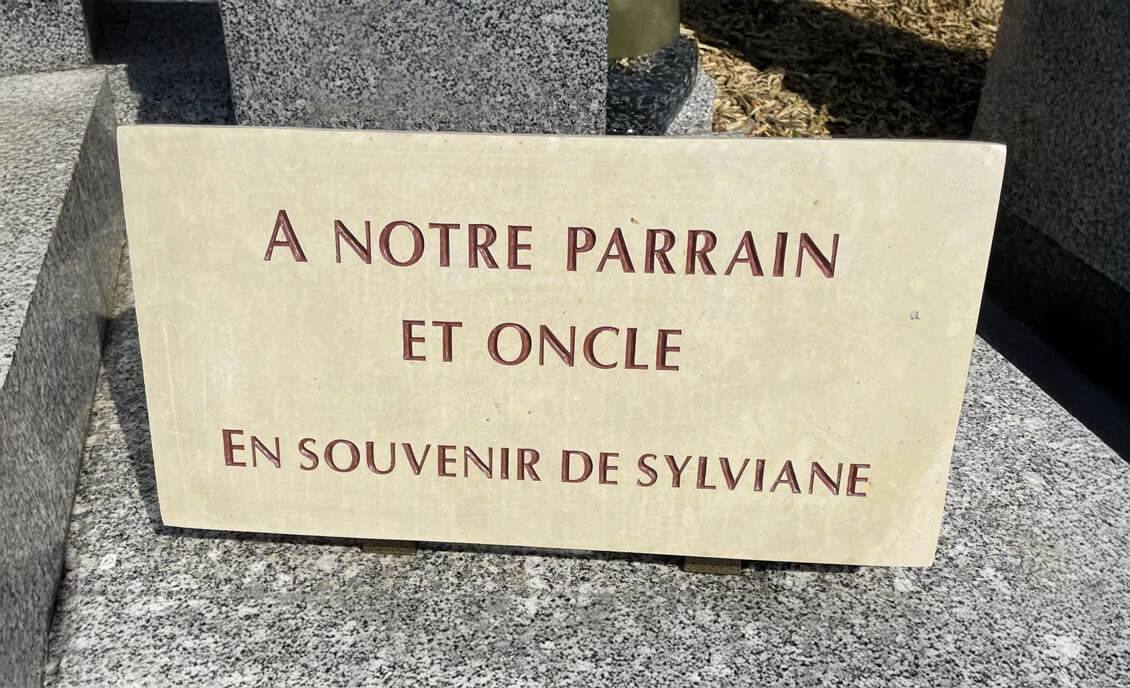 A NOTRE PARRAIN
ET ONCLE
EN SOUVENIR DE SYLVIANE